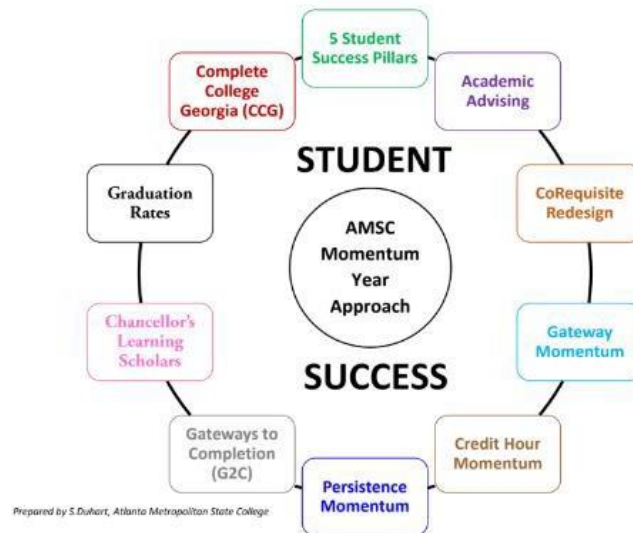 5 Student
Success Pillars
Complete
College
Georgia (CCG)
Academic
Advising
STUDENT
Graduation
Rates
CoRequisite
Redesign
AMSC
Momentum
Year
Approach
Chancellor's
Learning
Scholars
Gateway
Momentum
SUCCESS
Gateways to
Completion
(G2C)
Credit Hour
Momentum
Persistence
Momentum
Prepared by S.Duhart, Atlanta Metropolitan State College